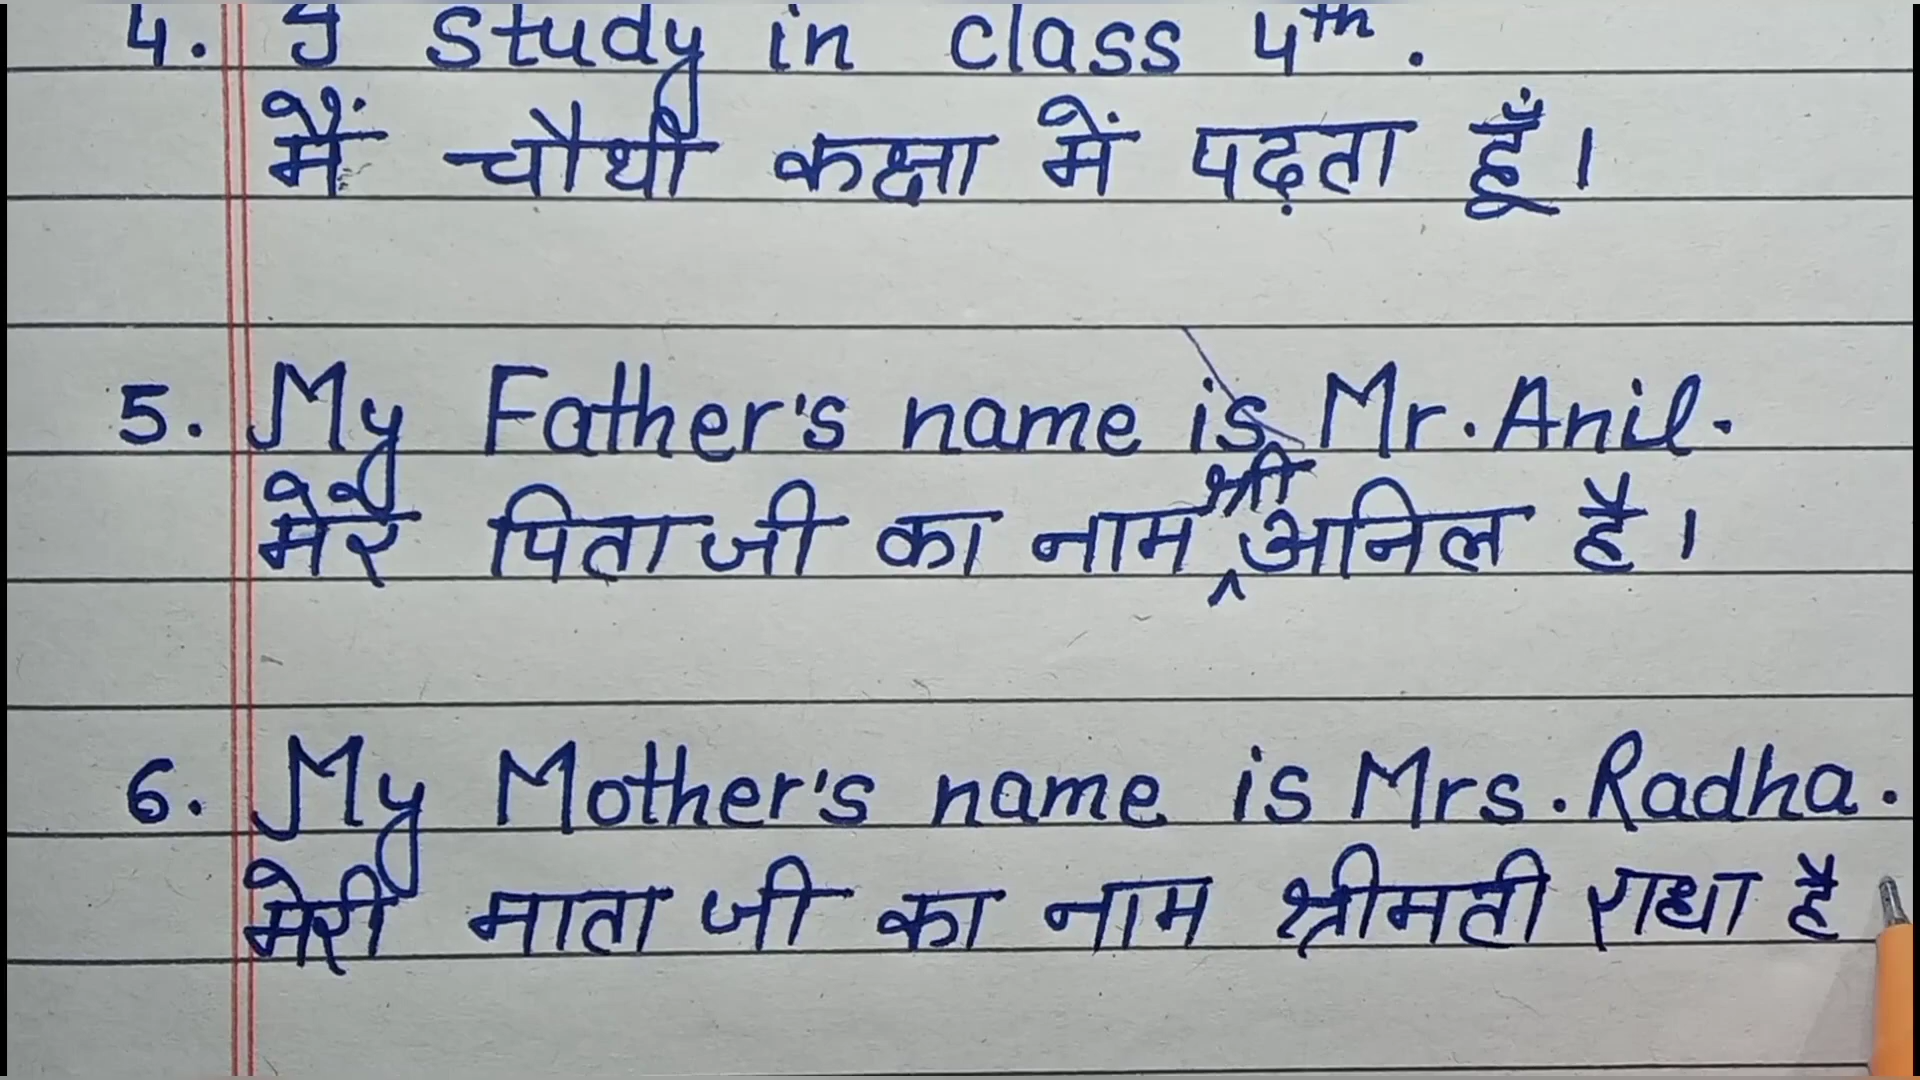 4. I study in class 4th.
मैं चौथी कक्षा में पढ़ता हूँ।
5. My Father's name is Mr. Anil.
मेरे पिता जी का नाम श्री अनिल है।
6. My Mother's name is Mrs. Radha.
मेरी माता जी का नाम श्रीमती राधा है